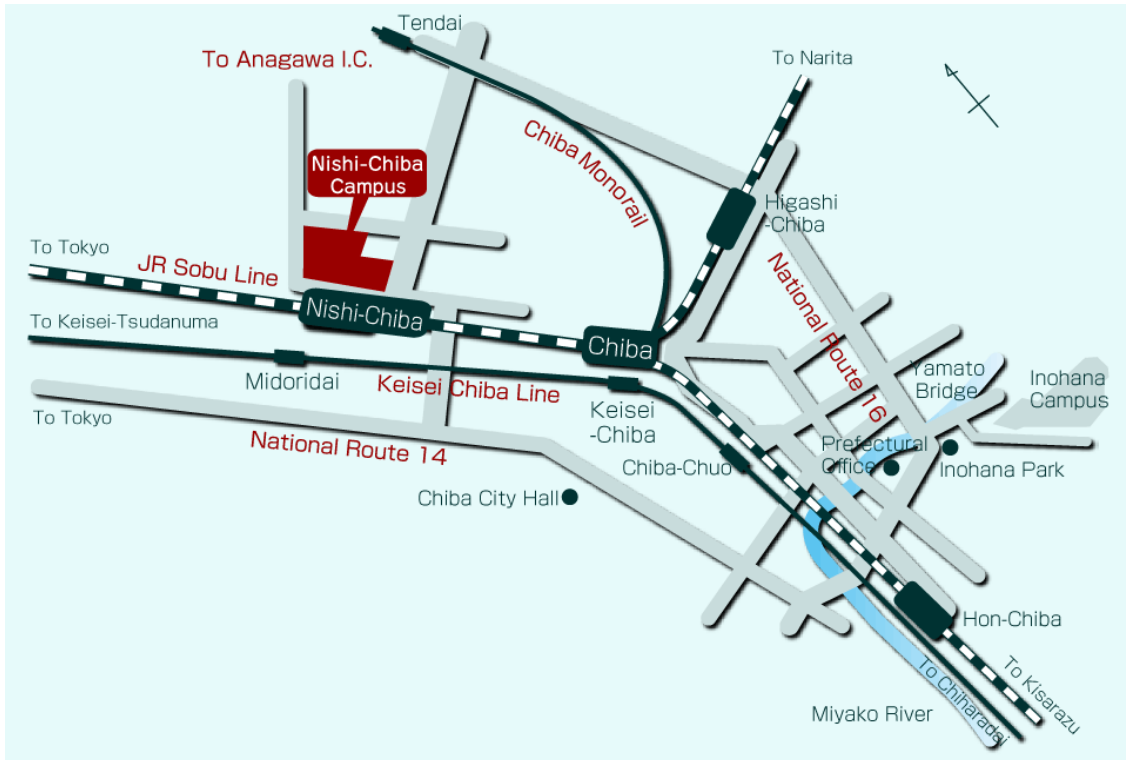 Tendai
To Anagawa I.C.
To Narita
Chiba Monorail
Nishi-Chiba
Campus
Higashi
-Chiba
To Tokyo
JR Sobu Line
National Route 16
Nishi-Chiba
To Keisei-Tsudanuma
Chiba
Midoridai
Keisei Chiba Line
Yamato
Bridge
Inohana
Campus
To Tokyo
Keisei
-Chiba
National Route 14
Prefectural
Office
Chiba-Chuo
Inohana Park
Chiba City Hall
Hon-Chiba
To Kisarazu
To Chiharadai
Miyako River